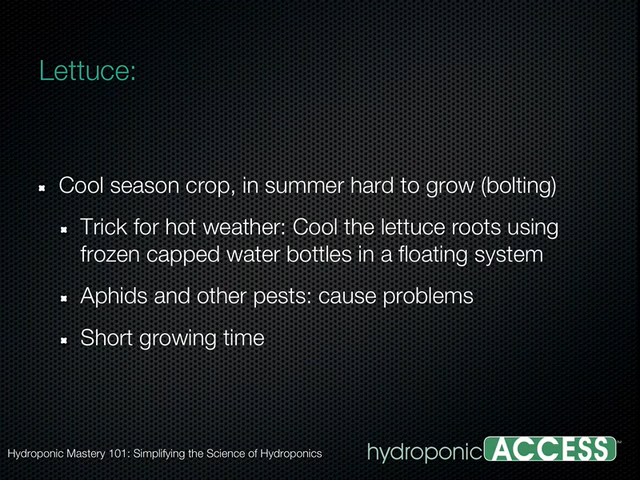 Lettuce:
Cool season crop, in summer hard to grow (bolting)
Trick for hot weather: Cool the lettuce roots using
frozen capped water bottles in a floating system
Aphids and other pests: cause problems
Short growing time
Hydroponic Mastery 101: Simplifying the Science of Hydroponics
hydroponic ACCESS™